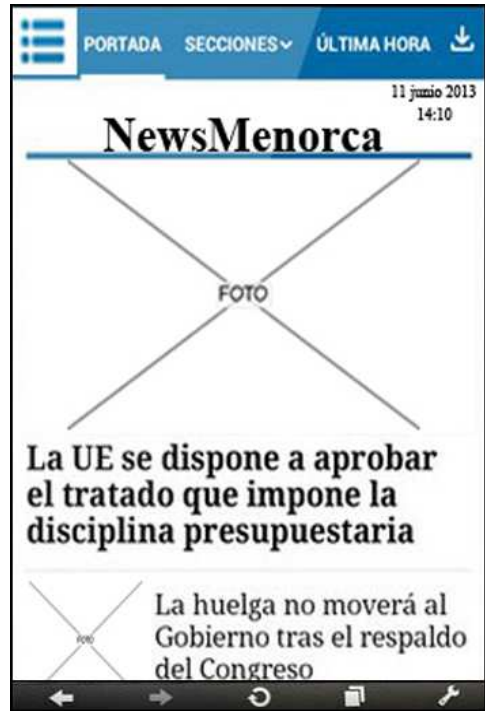 PORTADA SECCIONES ÚLTIMA HORA
11 junio 2013
14:10
NewsMenorca
FOTO
La UE se dispone a aprobar
el tratado que impone la
disciplina presupuestaria
FOTO
La huelga no moverá al
Gobierno tras el respaldo
del Congreso